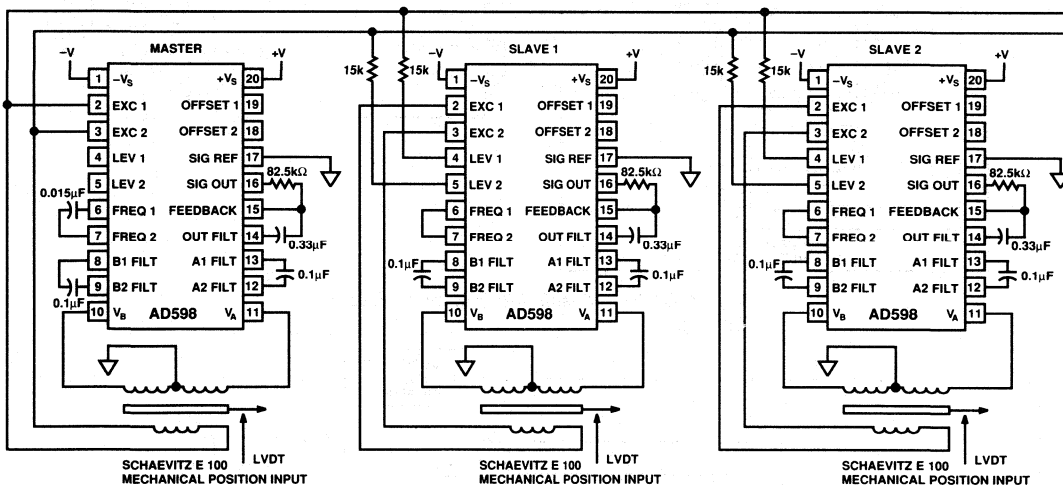 MASTER
−V
+V
1 −VS
+VS 20
2 EXC 1
OFFSET 1 19
3 EXC 2
OFFSET 2 18
4 LEV 1
SIG REF 17
82.5kΩ
5 LEV 2
SIG OUT 16
0.015μF
6 FREQ 1
FEEDBACK 15
7 FREQ 2
OUT FILT 14
0.33μF
8 B1 FILT
A1 FILT 13
0.1μF
9 B2 FILT
A2 FILT 12
0.1μF
10 VB
AD598
VA 11
LVDT
SCHAEVITZ E 100
MECHANICAL POSITION INPUT
SLAVE 1
15k
15k
−V
+V
1 −VS
+VS 20
2 EXC 1
OFFSET 1 19
3 EXC 2
OFFSET 2 18
4 LEV 1
SIG REF 17
82.5kΩ
5 LEV 2
SIG OUT 16
6 FREQ 1
FEEDBACK 15
7 FREQ 2
OUT FILT 14
0.33μF
0.1μF
8 B1 FILT
A1 FILT 13
0.1μF
9 B2 FILT
A2 FILT 12
10 VB
AD598
VA 11
LVDT
SCHAEVITZ E 100
MECHANICAL POSITION INPUT
SLAVE 2
15k
15k
−V
+V
1 −VS
+VS 20
2 EXC 1
OFFSET 1 19
3 EXC 2
OFFSET 2 18
4 LEV 1
SIG REF 17
82.5kΩ
5 LEV 2
SIG OUT 16
6 FREQ 1
FEEDBACK 15
7 FREQ 2
OUT FILT 14
0.33μF
0.1μF
8 B1 FILT
A1 FILT 13
0.1μF
9 B2 FILT
A2 FILT 12
10 VB
AD598
VA 11
LVDT
SCHAEVITZ E 100
MECHANICAL POSITION INPUT